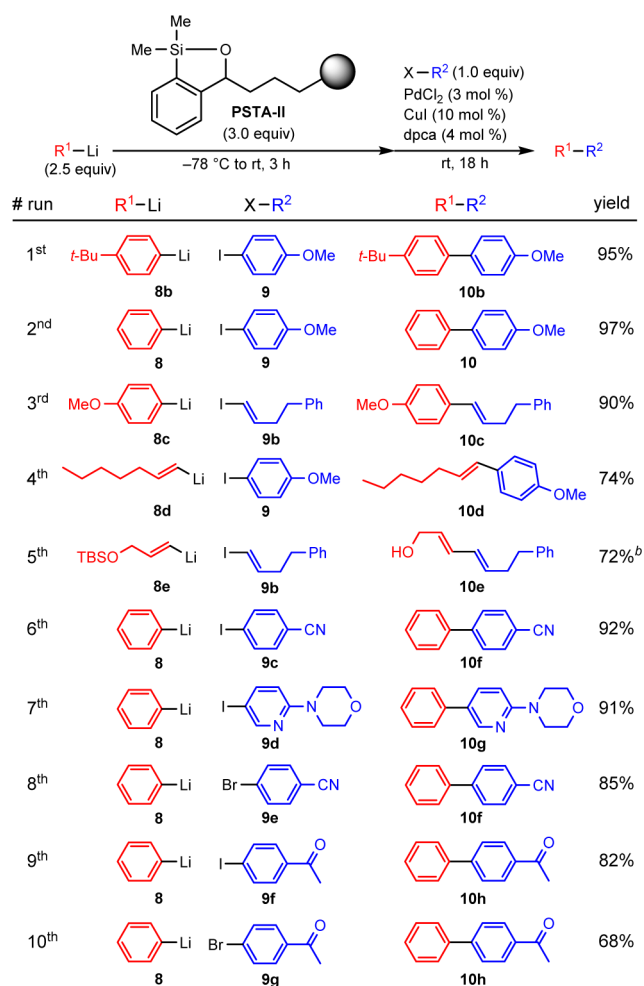 Me
Me Si O
PSTA-II
(3.0 equiv)
X–R² (1.0 equiv)
PdCl₂ (3 mol %)
CuI (10 mol %)
dpca (4 mol %)
R¹–Li
(2.5 equiv)
–78 °C to rt, 3 h
rt, 18 h
R¹–R²
# run R¹–Li X–R² R¹–R² yield
1st t-Bu Li I OMe t-Bu OMe 95%
8b 9 10b
2nd Li I OMe OMe 97%
8 9 10
3rd MeO Li I Ph MeO Ph 90%
8c 9b 10c
4th Li I OMe OMe 74%
8d 9 10d
5th TBSO Li I Ph HO Ph 72%ᵇ
8e 9b 10e
6th Li I CN CN 92%
8 9c 10f
7th Li I N N O N N O 91%
8 9d 10g
8th Li Br CN CN 85%
8 9e 10f
9th Li I O O 82%
8 9f 10h
10th Li Br O O 68%
8 9g 10h